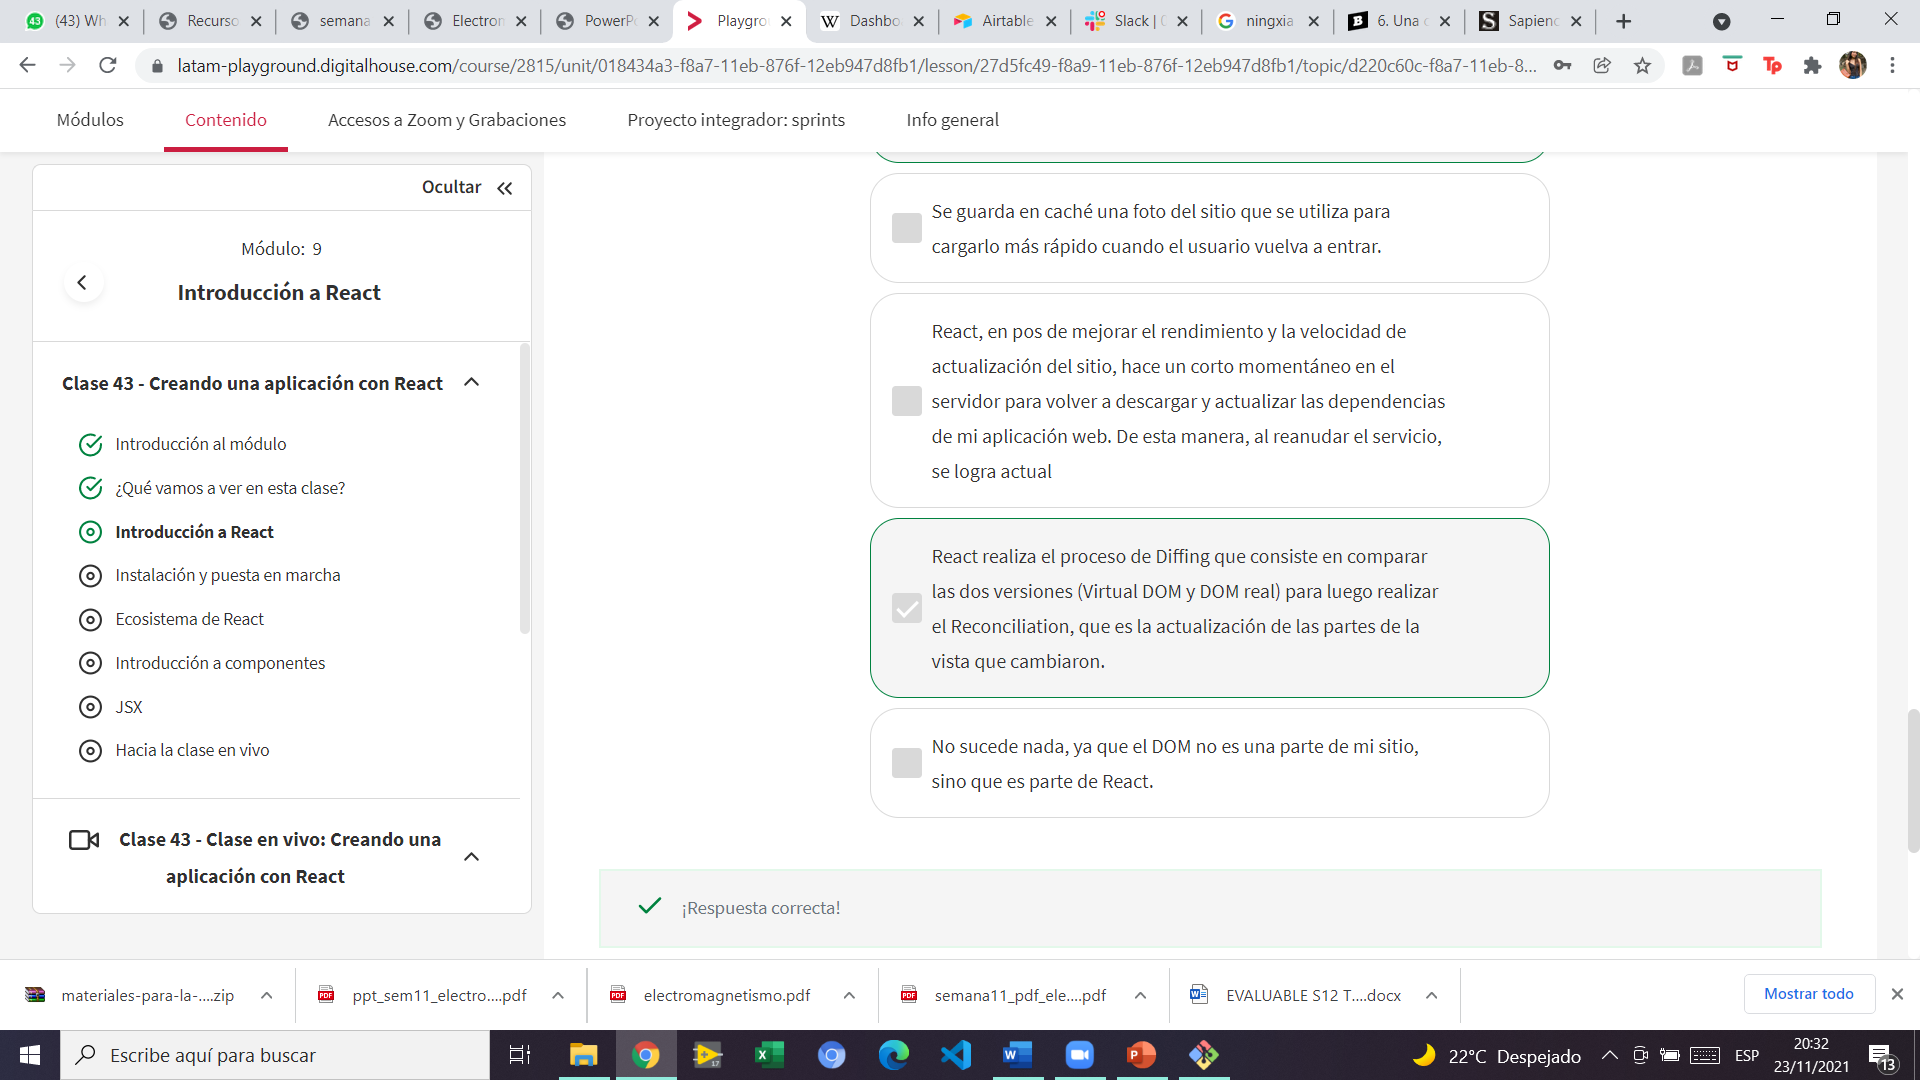 (43) Wh
Recurso
semana
Electron
PowerPo
Playgro
Dashbo
Airtable
Slack |
ningxia
6. Una
Sapien
latam-playground.digitalhouse.com/course/2815/unit/018434a3-f8a7-11eb-876f-12eb947d8fb1/lesson/27d5fc49-f8a9-11eb-876f-12eb947d8fb1/topic/d220c60c-f8a7-11eb-8...
Módulos
Contenido
Accesos a Zoom y Grabaciones
Proyecto integrador: sprints
Info general
Ocultar
Módulo: 9
Introducción a React
Clase 43 - Creando una aplicación con React
Introducción al módulo
¿Qué vamos a ver en esta clase?
Introducción a React
Instalación y puesta en marcha
Ecosistema de React
Introducción a componentes
JSX
Hacia la clase en vivo
Clase 43 - Clase en vivo: Creando una
aplicación con React
Se guarda en caché una foto del sitio que se utiliza para
cargarlo más rápido cuando el usuario vuelva a entrar.
React, en pos de mejorar el rendimiento y la velocidad de
actualización del sitio, hace un corto momentáneo en el
servidor para volver a descargar y actualizar las dependencias
de mi aplicación web. De esta manera, al reanudar el servicio,
se logra actual
React realiza el proceso de Diffing que consiste en comparar
las dos versiones (Virtual DOM y DOM real) para luego realizar
el Reconciliation, que es la actualización de las partes de la
vista que cambiaron.
No sucede nada, ya que el DOM no es una parte de mi sitio,
sino que es parte de React.
¡Respuesta correcta!
materiales-para-la-....zip
ppt_sem11_electro....pdf
electromagnetismo.pdf
semana11_pdf_ele....pdf
EVALUABLE S12 T....docx
Mostrar todo
Escribe aquí para buscar
22°C Despejado
ESP
20:32
23/11/2021
13